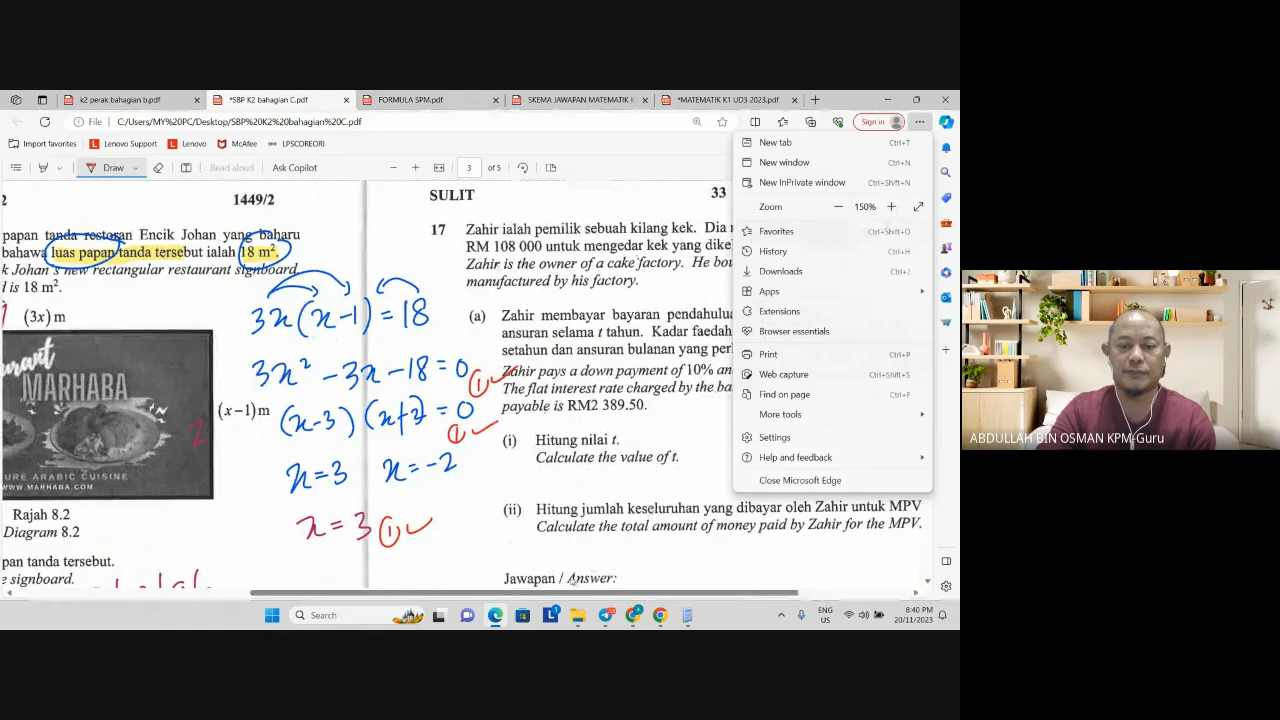 k2 perak bahagian b.pdf
*SBP K2 bahagian C.pdf
FORMULA SPM.pdf
SKEMA JAWAPAN MATEMATIK K
*MATEMATIK K1 UD3 2023.pdf
File
C:/Users/MY%20PC/Desktop/SBP%20K2%20bahagian%20C.pdf
Sign in
Import favorites
Lenovo Support
Lenovo
McAfee
LPSCOREORI
Draw
Read aloud
Ask Copilot
3
of 5
2
1449/2
papan tanda restoran Encik Johan yang baharu
bahawa luas papan tanda tersebut ialah 18 m².
k Johan's new rectangular restaurant signboard.
d is 18 m².
(3x) m
MARHABA
URE ARABIC CUISINE
WWW.MARHABA.COM
2
(x−1) m
Rajah 8.2
Diagram 8.2
pan tanda tersebut.
e signboard.
3x(x-1) = 18
3x² - 3x - 18 = 0 ①
(x-3) (x+2) = 0
①
x=3 x=-2
x = 3 ①
SULIT
33
17 Zahir ialah pemilik sebuah kilang kek. Dia
RM 108 000 untuk mengedar kek yang dike
Zahir is the owner of a cake factory. He bo
manufactured by his factory.
(a) Zahir membayar bayaran pendahulua
ansuran selama t tahun. Kadar faedah
setahun dan ansuran bulanan yang per
Zahir pays a down payment of 10% an
The flat interest rate charged by the ba
payable is RM2 389.50.
(i) Hitung nilai t.
Calculate the value of t.
(ii) Hitung jumlah keseluruhan yang dibayar oleh Zahir untuk MPV
Calculate the total amount of money paid by Zahir for the MPV.
Jawapan / Answer:
New tab Ctrl+T
New window Ctrl+N
New InPrivate window Ctrl+Shift+N
Zoom 150%
Favorites Ctrl+Shift+O
History Ctrl+H
Downloads Ctrl+J
Apps
Extensions
Browser essentials
Print Ctrl+P
Web capture Ctrl+Shift+S
Find on page Ctrl+F
More tools
Settings
Help and feedback
Close Microsoft Edge
ABDULLAH BIN OSMAN KPM-Guru
Search
ENG
US
8:40 PM
20/11/2023